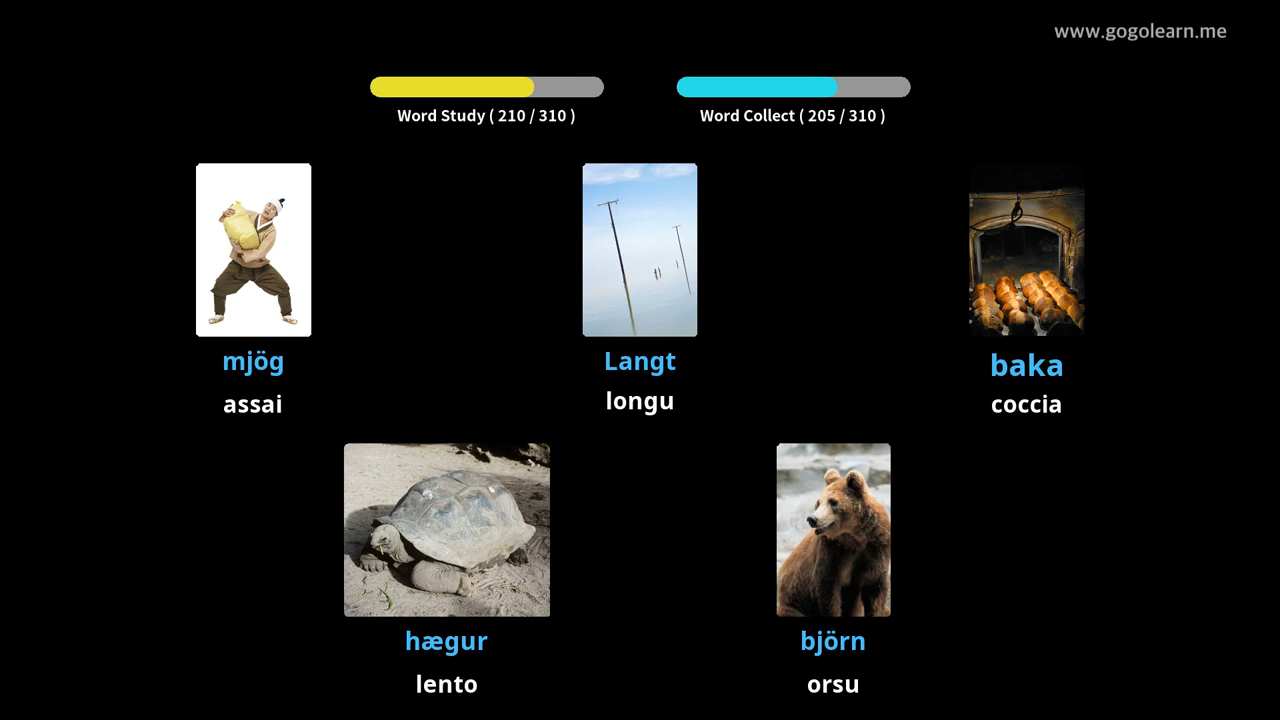 www.gogolearn.me
Word Study ( 210 / 310 )
Word Collect ( 205 / 310 )
mjög
Langt
baka
assai
longu
coccia
hægur
björn
lento
orsu